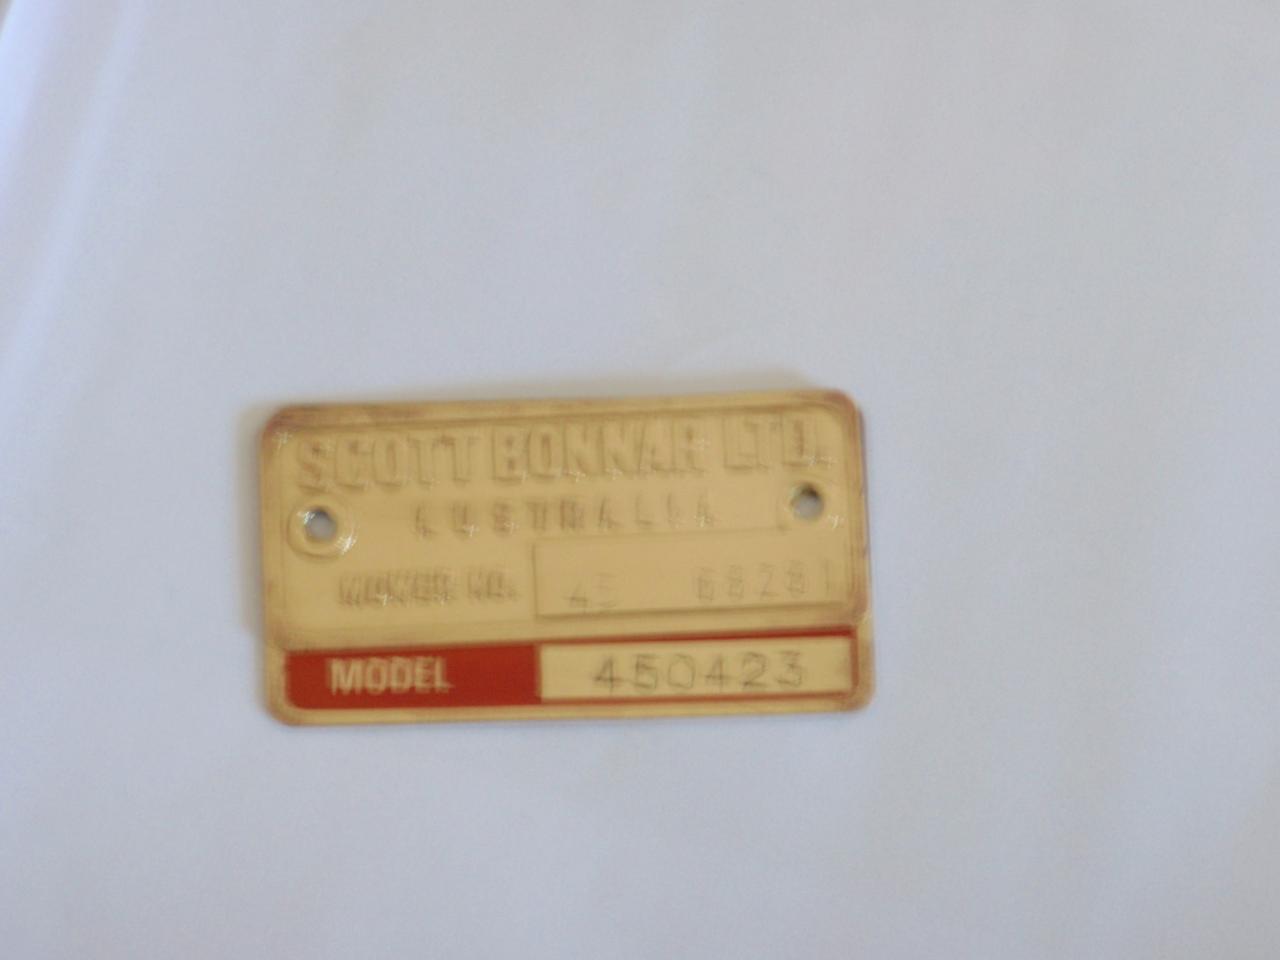 SCOTT BONNAR LTD.
AUSTRALIA
MOWER NO.
MODEL 450423